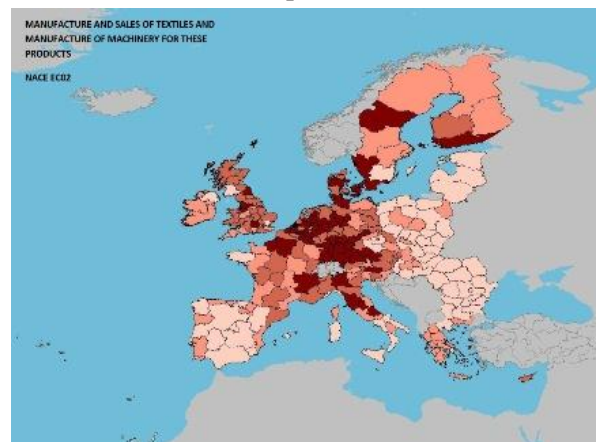 MANUFACTURE AND SALES OF TEXTILES AND
MANUFACTURE OF MACHINERY FOR THESE
PRODUCTS
NACE EC02